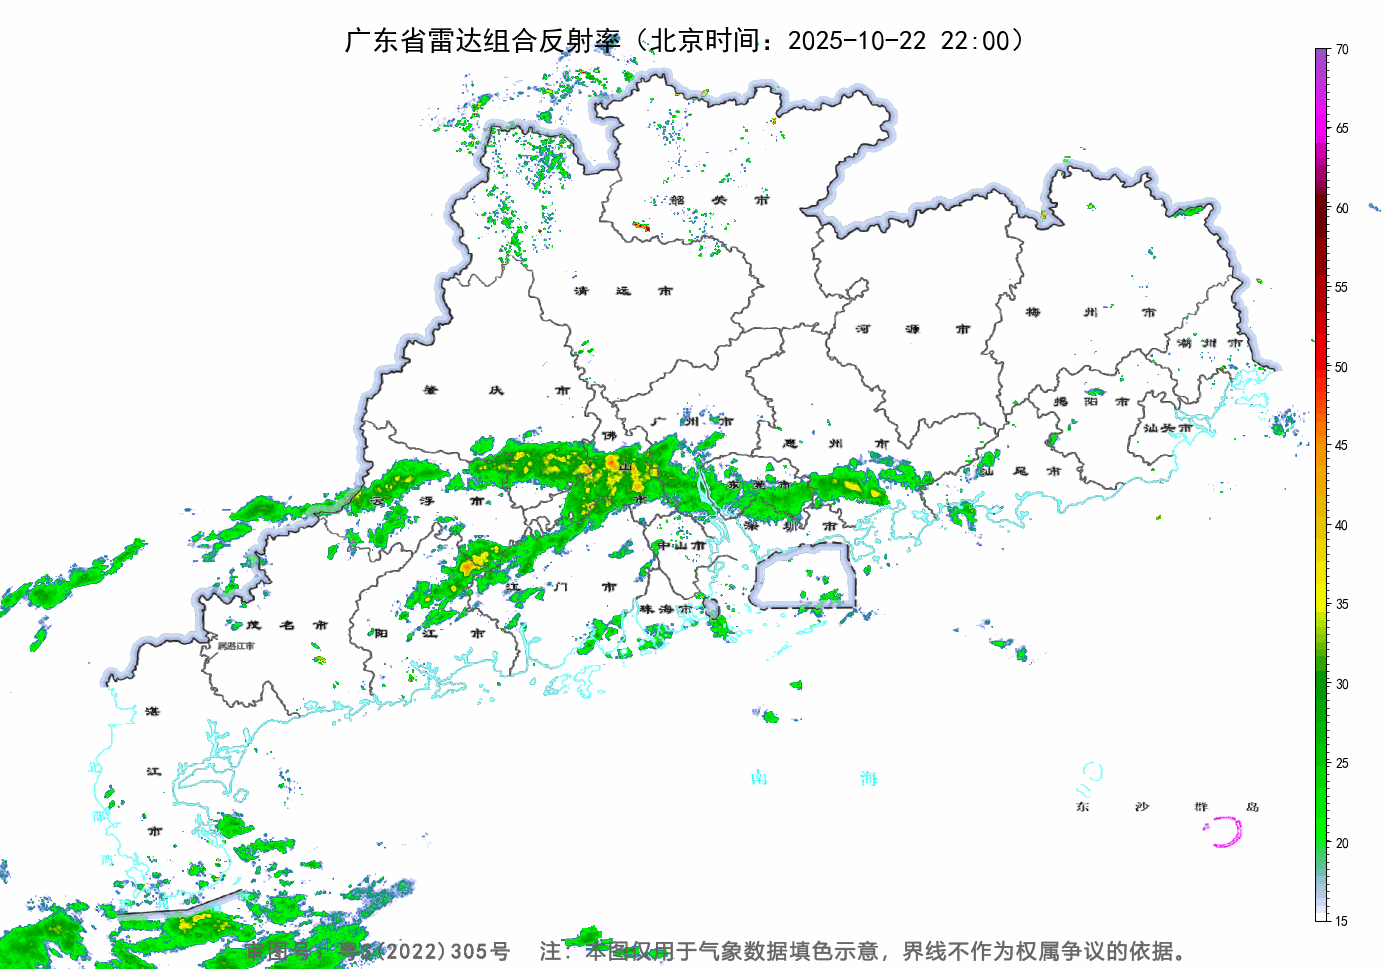 广东省雷达组合反射率（北京时间：2025-10-22 22:00）
70
65
60
55
50
45
40
35
30
25
20
15
韶关市
清远市
河源市
梅州市
潮州市
肇庆市
揭阳市
汕头市
广州市
佛山市
惠州市
汕尾市
云浮市
东莞市
深圳市
中山市
江门市
珠海市
茂名市
阳江市
属湛江市
湛江市
北部湾
南海
东沙群岛
审图号：粤S(2022)305号 注：本图仅用于气象数据填色示意，界线不作为权属争议的依据。